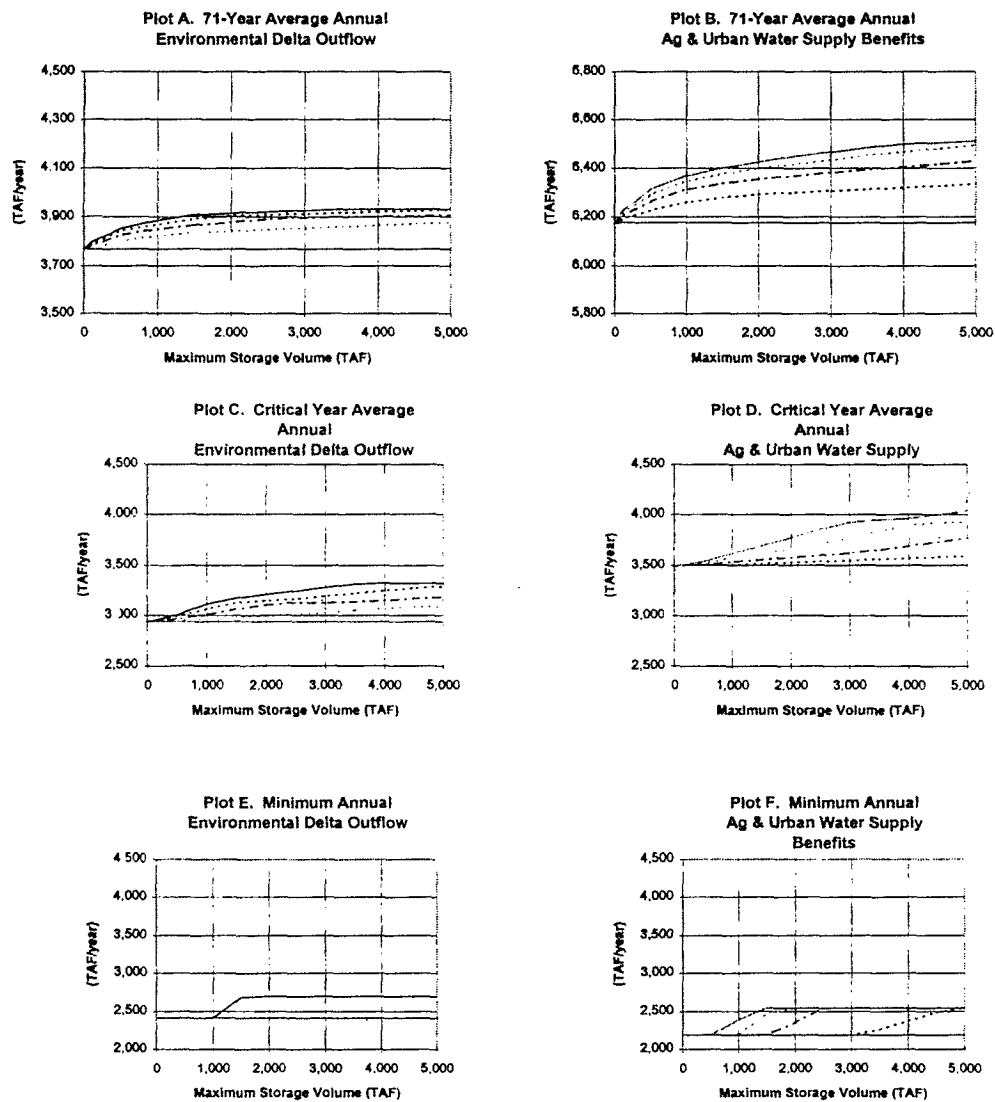 Plot A. 71-Year Average Annual
Environmental Delta Outflow
4,500
4,300
4,100
3,900
3,700
3,500
(TAF/year)
0 1,000 2,000 3,000 4,000 5,000
Maximum Storage Volume (TAF)
Plot B. 71-Year Average Annual
Ag & Urban Water Supply Benefits
6,800
6,600
6,400
6,200
6,000
5,800
(TAF/year)
0 1,000 2,000 3,000 4,000 5,000
Maximum Storage Volume (TAF)
Plot C. Critical Year Average
Annual
Environmental Delta Outflow
4,500
4,000
3,500
3,000
2,500
(TAF/year)
0 1,000 2,000 3,000 4,000 5,000
Maximum Storage Volume (TAF)
Plot D. Critical Year Average
Annual
Ag & Urban Water Supply
4,500
4,000
3,500
3,000
2,500
(TAF/year)
0 1,000 2,000 3,000 4,000 5,000
Maximum Storage Volume (TAF)
Plot E. Minimum Annual
Environmental Delta Outflow
4 500
4,000
3,500
3,000
2,500
2,000
(TAF/year)
0 1,000 2,000 3,000 4,000 5,000
Maximum Storage Volume (TAF)
Plot F. Minimum Annual
Ag & Urban Water Supply
Benefits
4,500
4,000
3,500
3,000
2,500
2,000
(TAF/year)
0 1,000 2,000 3,000 4,000 5,000
Maximum Storage Volume (TAF)